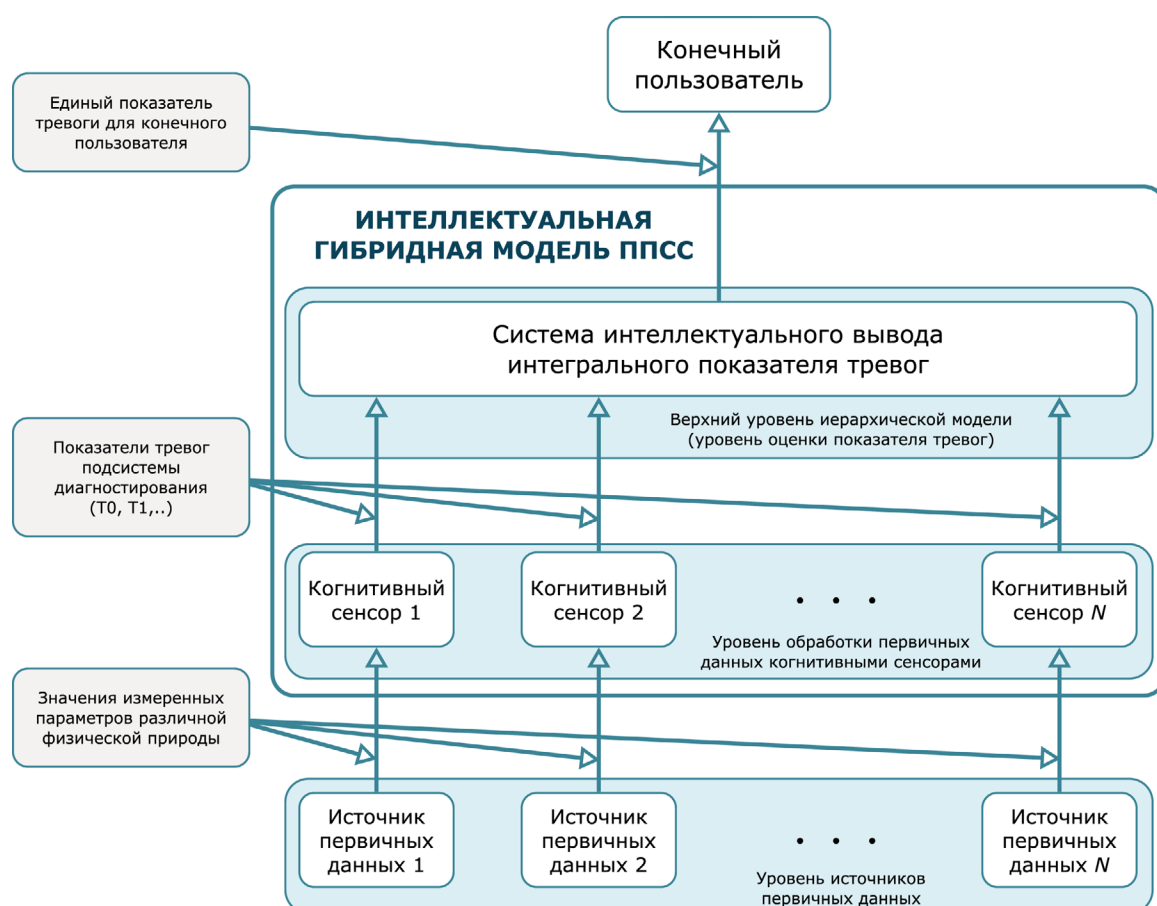 Конечный
пользователь
Единый показатель
тревоги для конечного
пользователя
ИНТЕЛЛЕКТУАЛЬНАЯ
ГИБРИДНАЯ МОДЕЛЬ ППСС
Система интеллектуального вывода
интегрального показателя тревог
Верхний уровень иерархической модели
(уровень оценки показателя тревог)
Показатели тревог
подсистемы
диагностирования
(T0, T1,..)
Когнитивный
сенсор 1
Когнитивный
сенсор 2
. . .
Когнитивный
сенсор N
Уровень обработки первичных
данных когнитивными сенсорами
Значения измеренных
параметров различной
физической природы
Источник
первичных
данных 1
Источник
первичных
данных 2
. . .
Источник
первичных
данных N
Уровень источников
первичных данных